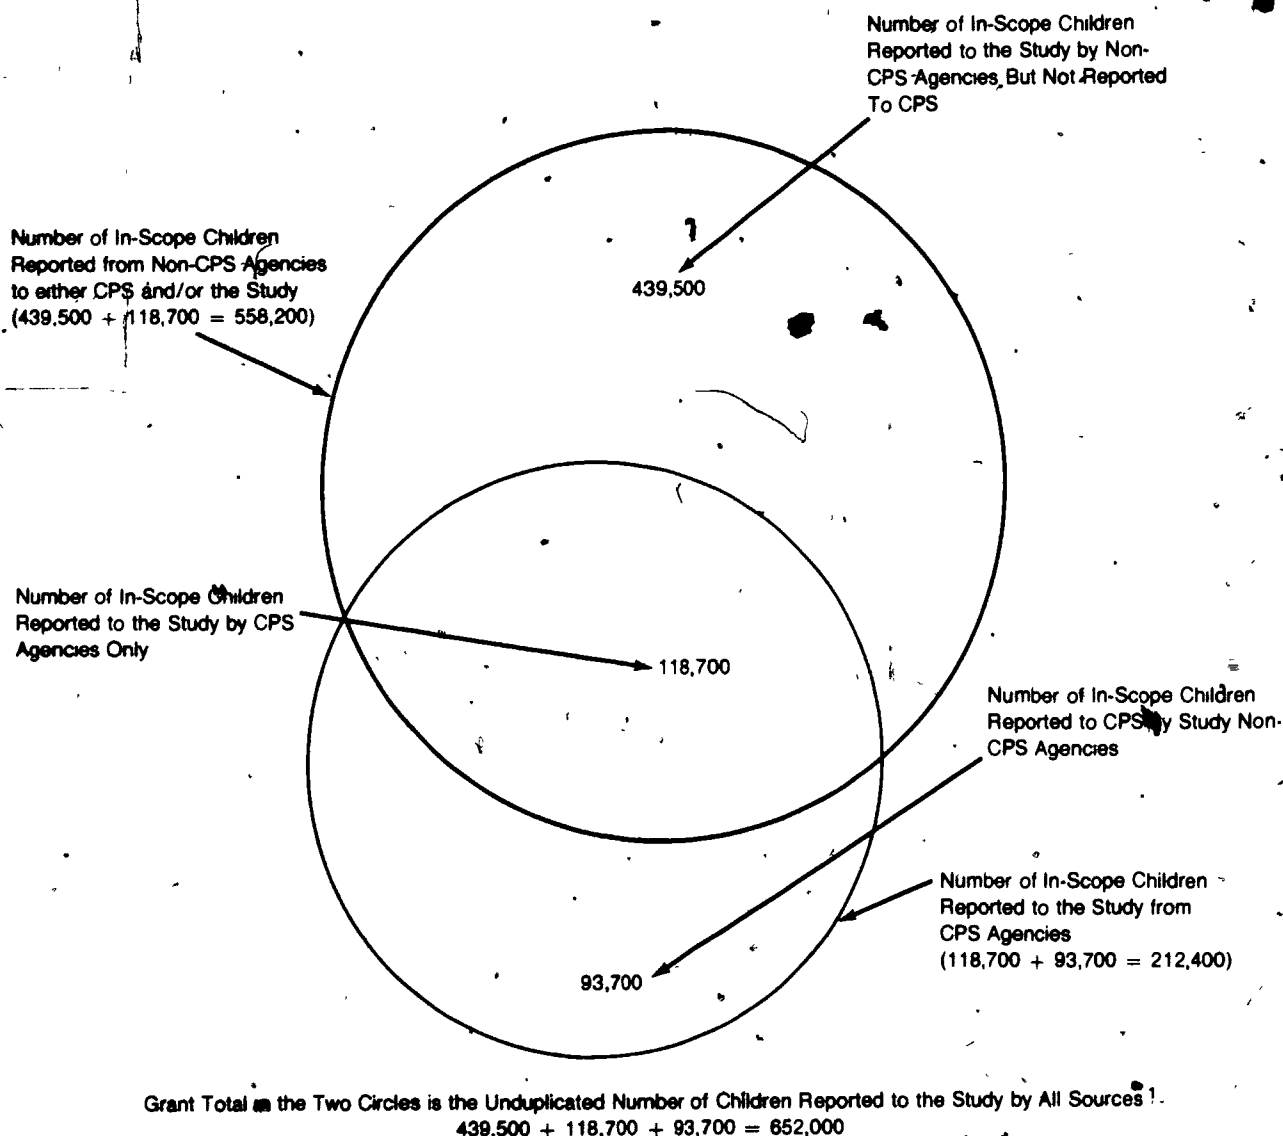 Number of In-Scope Children
Reported to the Study by Non-
CPS Agencies But Not Reported
To CPS
Number of In-Scope Children
Reported from Non-CPS Agencies
to either CPS and/or the Study
(439,500 + 118,700 = 558,200)
439,500
Number of In-Scope Children
Reported to the Study by CPS
Agencies Only
118,700
Number of In-Scope Children
Reported to CPS by Study Non-
CPS Agencies
Number of In-Scope Children
Reported to the Study from
CPS Agencies
(118,700 + 93,700 = 212,400)
93,700
Grant Total the Two Circles is the Unduplicated Number of Children Reported to the Study by All Sources
439,500 + 118,700 + 93,700 = 652,000